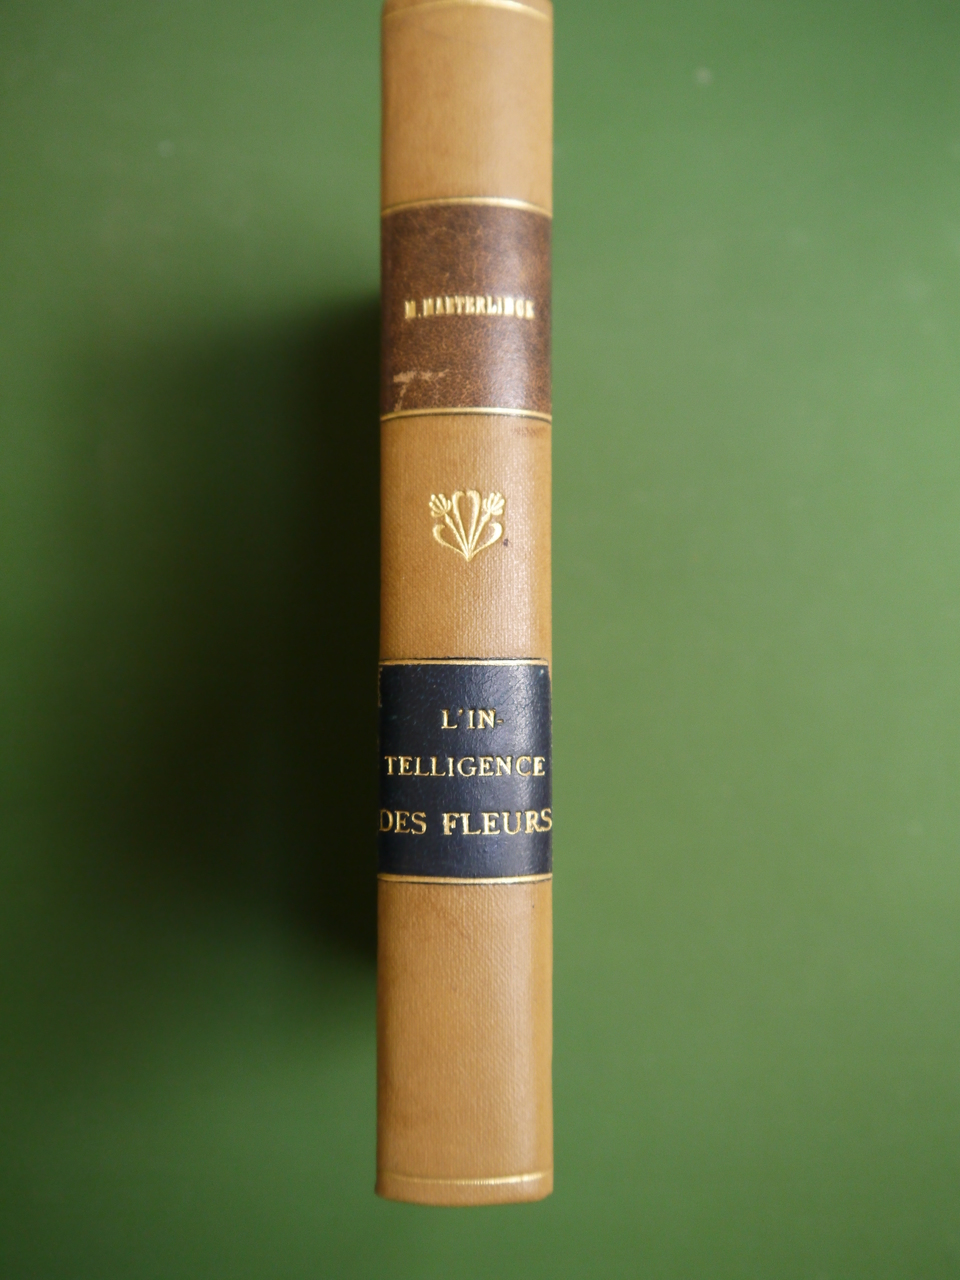 M. MAETERLINCK
L'IN-
TELLIGENCE
DES FLEURS